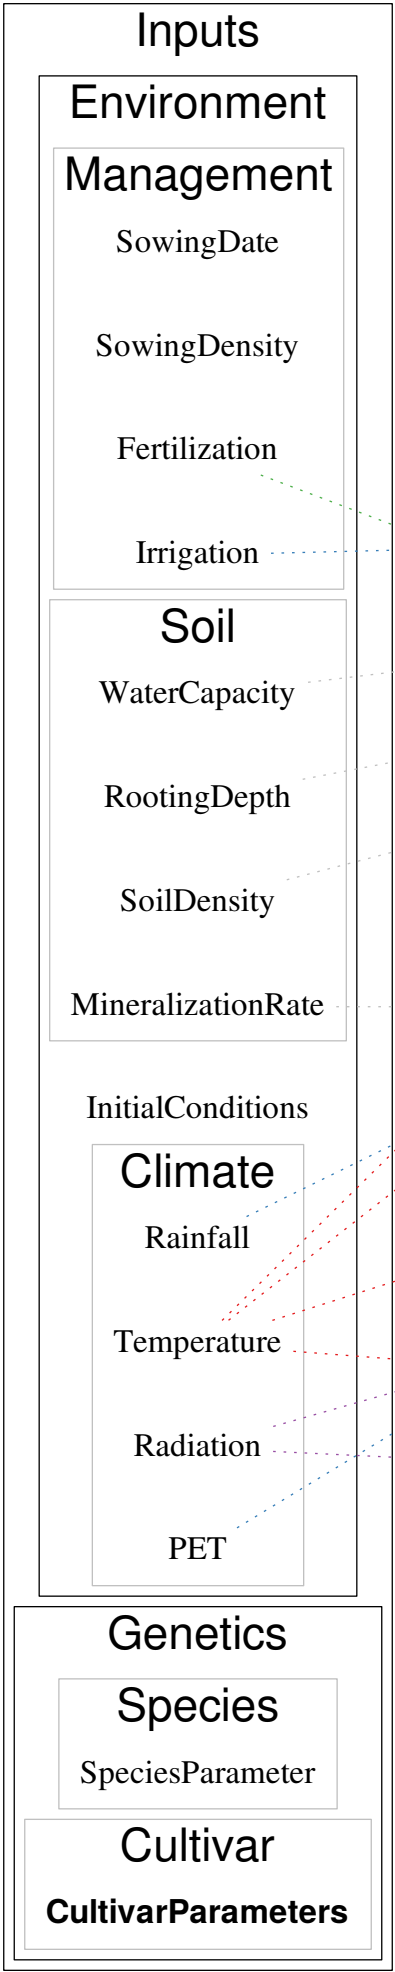 Inputs
Environment
Management
SowingDate
SowingDensity
Fertilization
Irrigation
Soil
WaterCapacity
RootingDepth
SoilDensity
MineralizationRate
InitialConditions
Climate
Rainfall
Temperature
Radiation
PET
Genetics
Species
SpeciesParameter
Cultivar
CultivarParameters